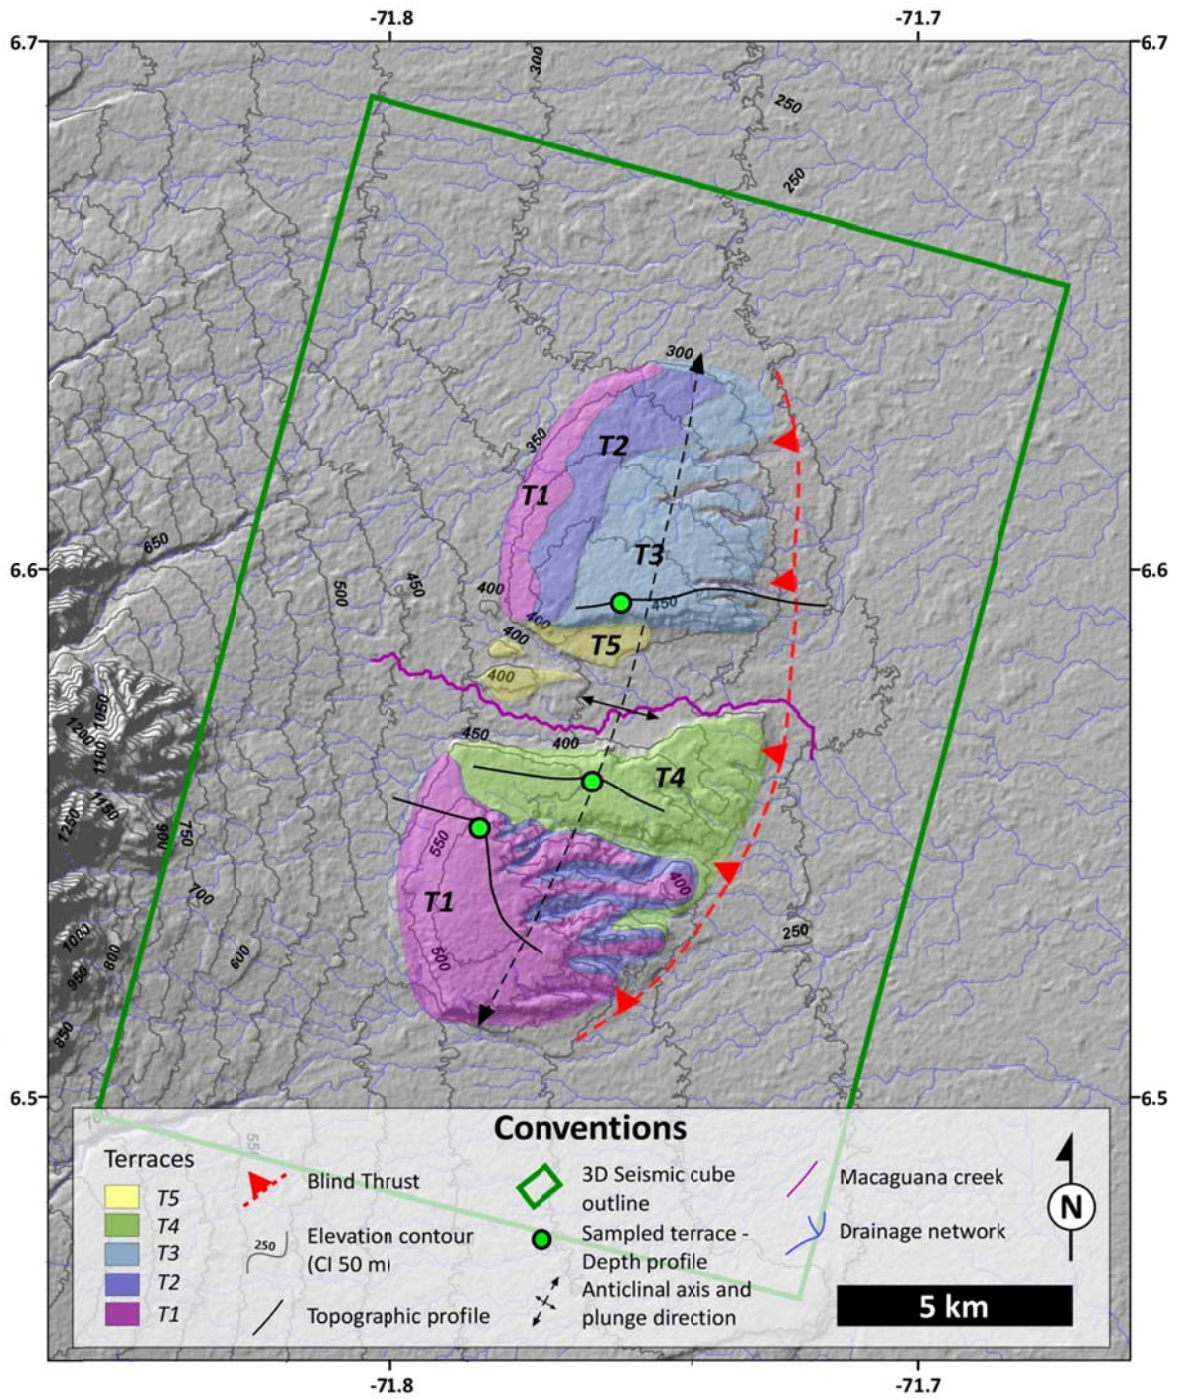 -71.8
-71.7
6.7
6.7
300
250
250
300
350
T2
T1
650
T3
6.6
6.6
500
450
400
450
400
400
T5
400
1050
1200
1100
450
400
T4
1150
1250
900
750
550
400
700
T1
1000
250
800
600
500
950
850
6.5
6.5
Conventions
55
Terraces
T5
T4
T3
T2
T1
Blind Thrust
250
Elevation contour
(CI 50 m)
Topographic profile
3D Seismic cube
outline
Sampled terrace -
Depth profile
Anticlinal axis and
plunge direction
Macaguana creek
Drainage network
N
5 km
-71.8
-71.7